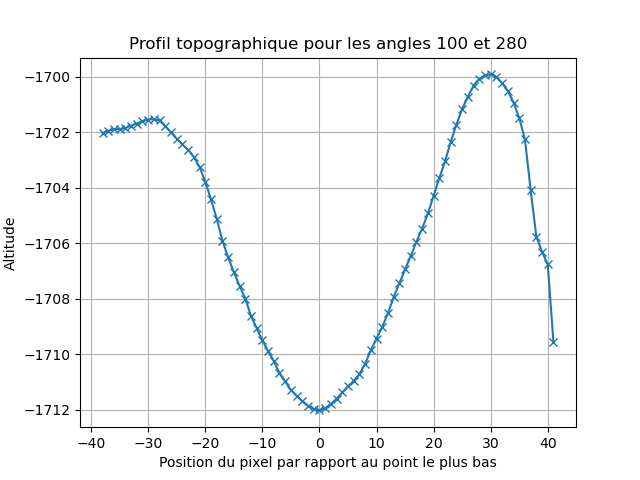 Profil topographique pour les angles 100 et 280
Altitude
−1700
−1702
−1704
−1706
−1708
−1710
−1712
−40 −30 −20 −10 0 10 20 30 40
Position du pixel par rapport au point le plus bas